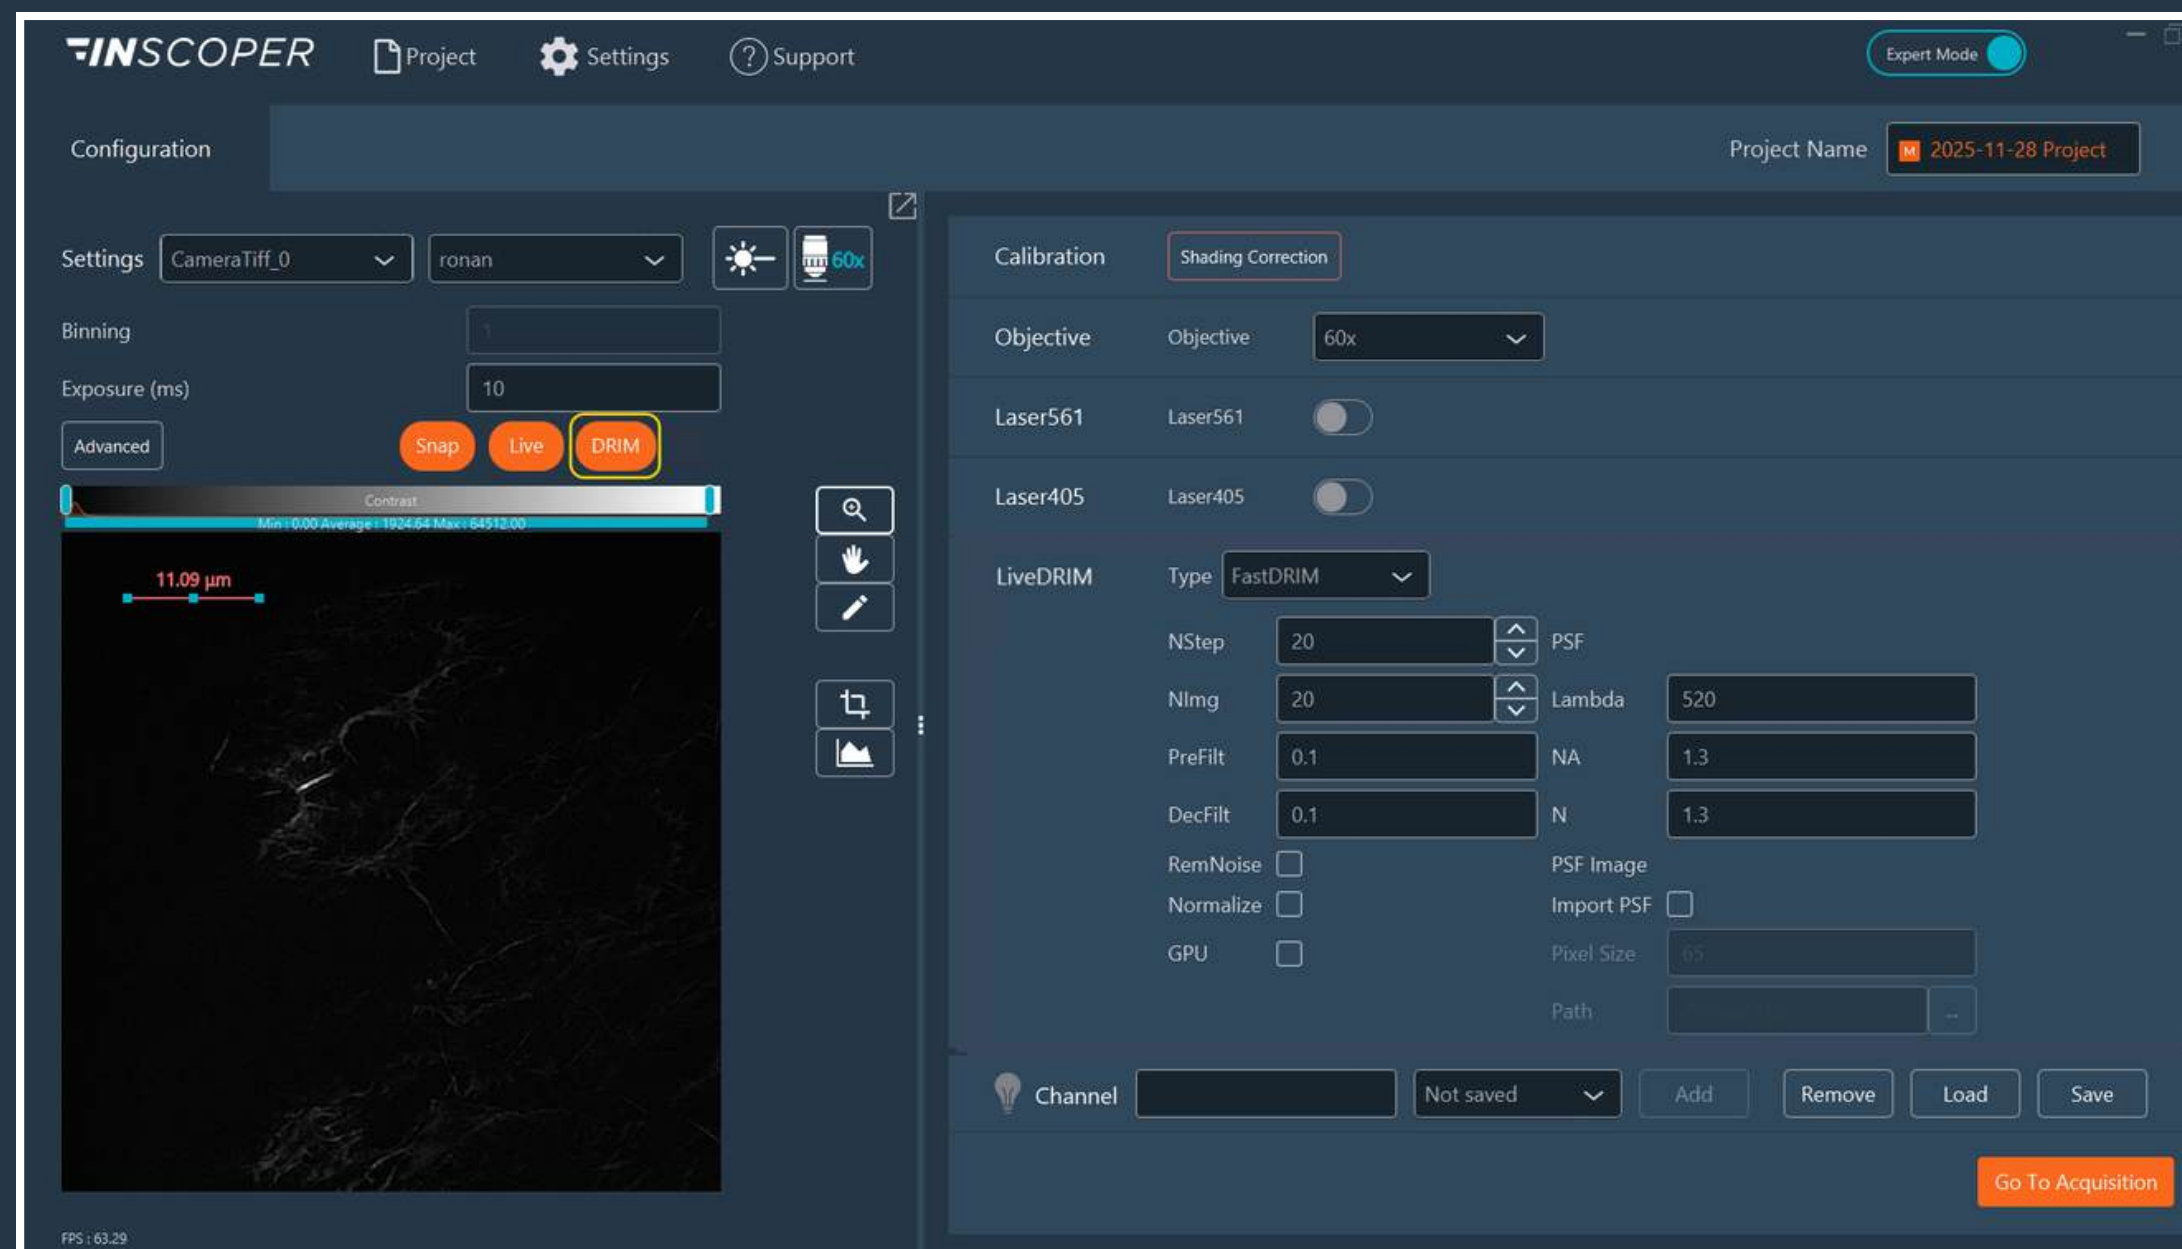 INSCOPER Project Settings ? Support Expert Mode
Configuration Project Name M 2025-11-28 Project
Settings CameraTiff_0 ronan 60x
Binning 1
Exposure (ms) 10
Advanced Snap Live DRIM
Contrast
Min : 0.00 Average : 1924.64 Max : 64512.00
11.09 µm
FPS : 63.29
Calibration Shading Correction
Objective Objective 60x
Laser561 Laser561
Laser405 Laser405
LiveDRIM Type FastDRIM
NStep 20 PSF
NImg 20 Lambda 520
PreFilt 0.1 NA 1.3
DecFilt 0.1 N 1.3
RemNoise PSF Image
Normalize Import PSF
GPU Pixel Size 65
Path ...
Channel Not saved Add Remove Load Save
Go To Acquisition